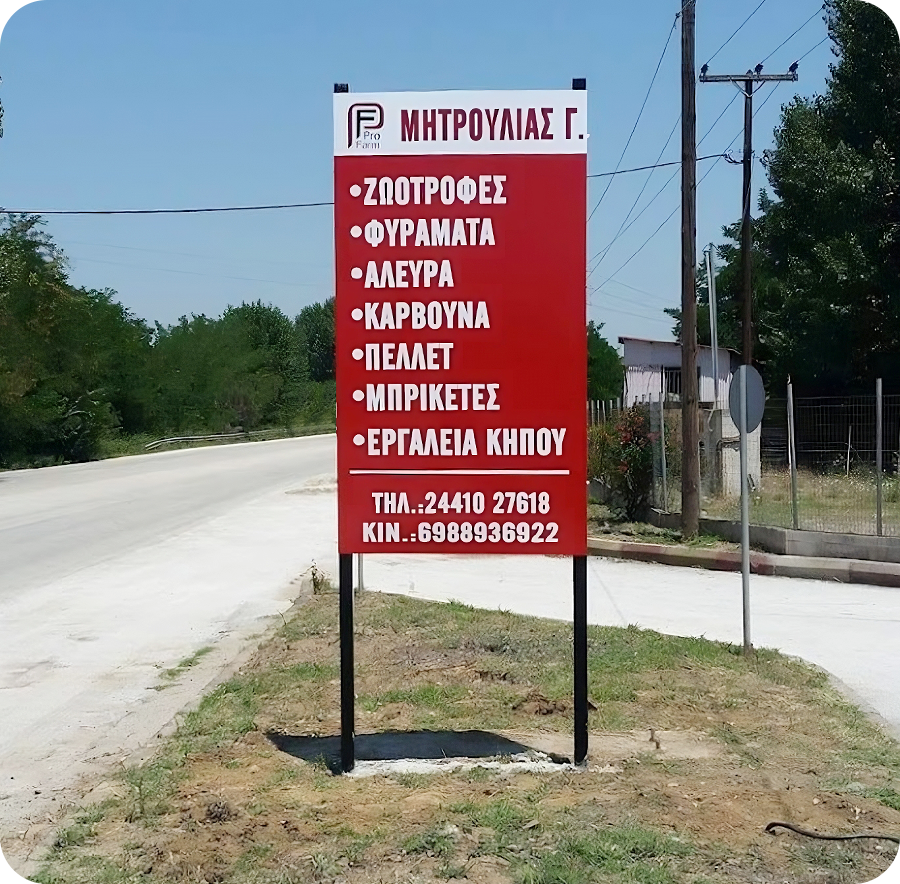 Pro
Farm
ΜΗΤΡΟΥΛΙΑΣ Γ.
•ΖΩΟΤΡΟΦΕΣ
•ΦΥΡΑΜΑΤΑ
•ΑΛΕΥΡΑ
•ΚΑΡΒΟΥΝΑ
•ΠΕΛΛΕΤ
•ΜΠΡΙΚΕΤΕΣ
•ΕΡΓΑΛΕΙΑ ΚΗΠΟΥ
ΤΗΛ.:24410 27618
ΚΙΝ.:6988936922